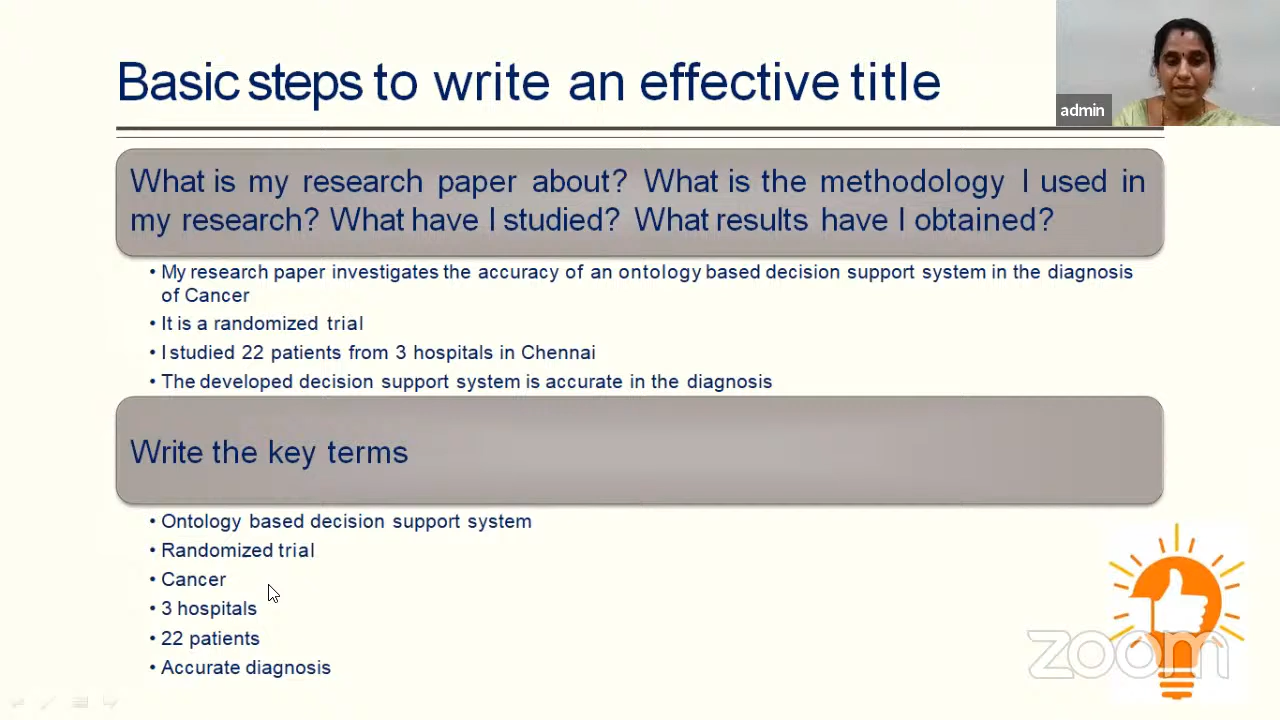 Basic steps to write an effective title
admin
What is my research paper about? What is the methodology I used in
my research? What have I studied? What results have I obtained?
• My research paper investigates the accuracy of an ontology based decision support system in the diagnosis
of Cancer
• It is a randomized trial
• I studied 22 patients from 3 hospitals in Chennai
• The developed decision support system is accurate in the diagnosis
Write the key terms
• Ontology based decision support system
• Randomized trial
• Cancer
• 3 hospitals
• 22 patients
• Accurate diagnosis
zoom